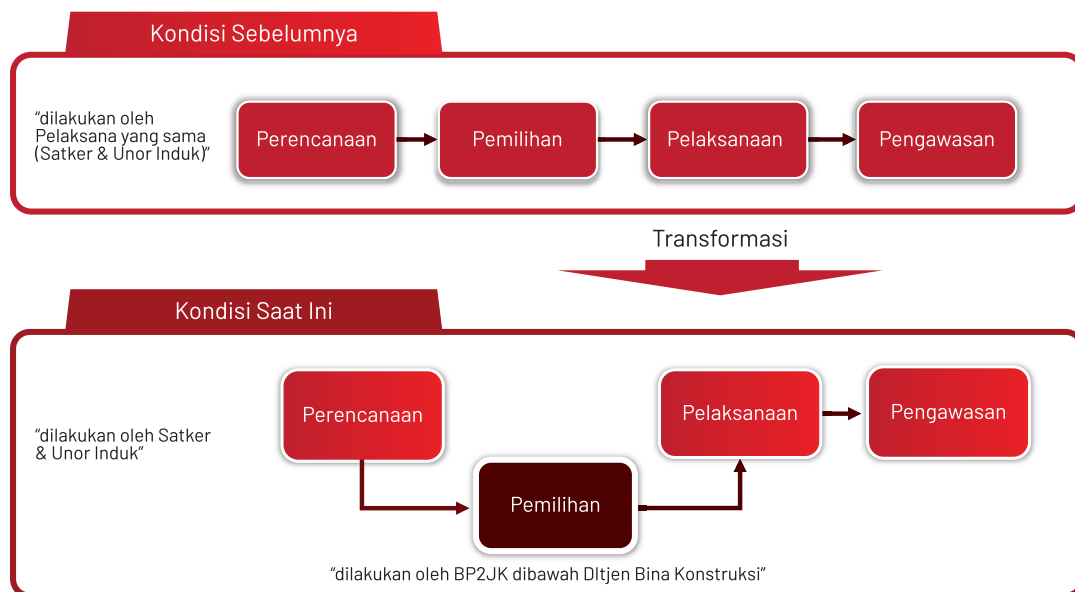 Kondisi Sebelumnya
"dilakukan oleh
Pelaksana yang sama
(Satker & Unor Induk)"
Perencanaan
Pemilihan
Pelaksanaan
Pengawasan
Transformasi
Kondisi Saat Ini
"dilakukan oleh Satker
& Unor Induk"
Perencanaan
Pemilihan
Pelaksanaan
Pengawasan
"dilakukan oleh BP2JK dibawah DItjen Bina Konstruksi"